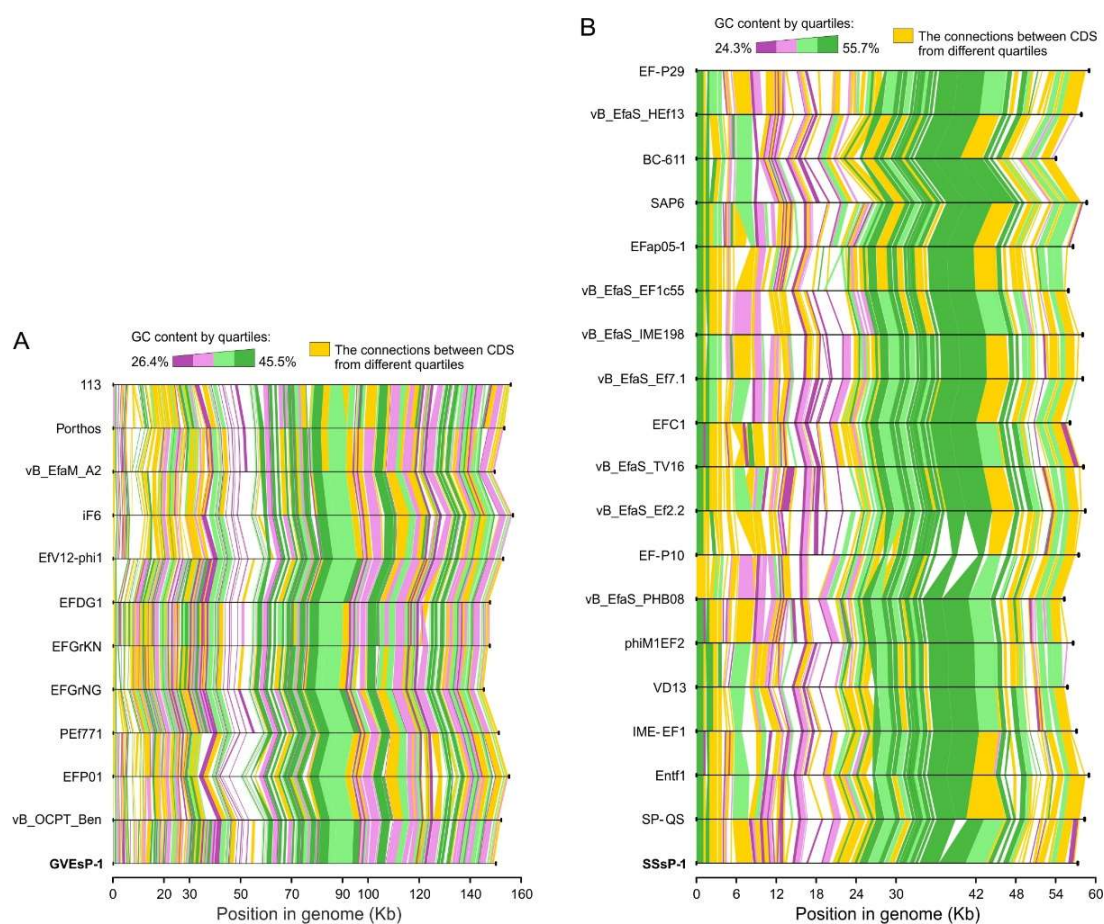 A
GC content by quartiles:
26.4% 45.5%
The connections between CDS
from different quartiles
113
Porthos
vB_EfaM_A2
iF6
EfV12-phi1
EFDG1
EFGrKN
EFGrNG
PEf771
EFP01
vB_OCPT_Ben
GVEsP-1
0 10 20 30 40 50 60 70 80 90 100 120 140 160
Position in genome (Kb)
B
GC content by quartiles:
24.3% 55.7%
The connections between CDS
from different quartiles
EF-P29
vB_EfaS_HEf13
BC-611
SAP6
EFap05-1
vB_EfaS_EF1c55
vB_EfaS_IME198
vB_EfaS_Ef7.1
EFC1
vB_EfaS_TV16
vB_EfaS_Ef2.2
EF-P10
vB_EfaS_PHB08
phiM1EF2
VD13
IME-EF1
Entf1
SP-QS
SSsP-1
0 6 12 18 24 30 36 42 48 54 60
Position in genome (Kb)